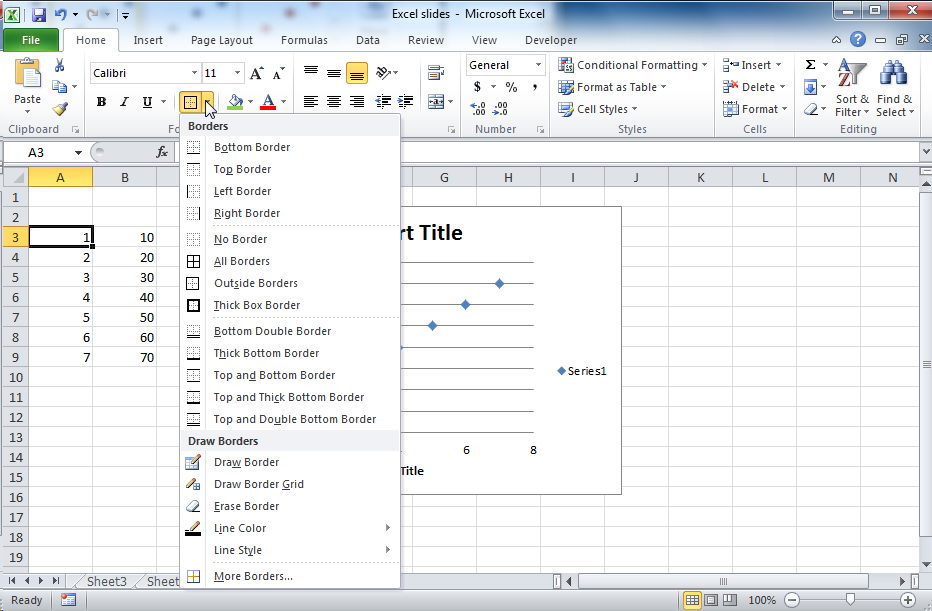 Excel slides - Microsoft Excel
File Home Insert Page Layout Formulas Data Review View Developer
Calibri 11 General Conditional Formatting Insert Σ
Paste B I U A $ % , Format as Table Delete Sort & Filter Find & Select
Cell Styles Format
Clipboard Number Styles Cells Editing
A3 fx
Borders
Bottom Border
Top Border
Left Border
Right Border
No Border
All Borders
Outside Borders
Thick Box Border
Bottom Double Border
Thick Bottom Border
Top and Bottom Border
Top and Thick Bottom Border
Top and Double Bottom Border
Draw Borders
Draw Border
Draw Border Grid
Erase Border
Line Color
Line Style
More Borders...
A B G H I J K L M N
1
2
3 1 10
4 2 20
5 3 30
6 4 40
7 5 50
8 6 60
9 7 70
10
11
12
13
14
15
16
17
18
19
rt Title
Series1
6 8
Title
Sheet3 Sheet
Ready 100%